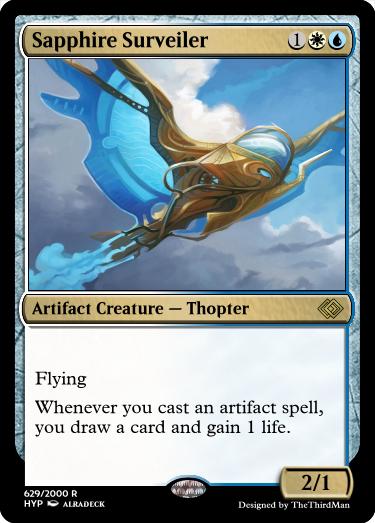 Sapphire Surveiler 1
Artifact Creature — Thopter
Flying
Whenever you cast an artifact spell,
you draw a card and gain 1 life.
2/1
629/2000 R
HYP ALRADECK
Designed by TheThirdMan